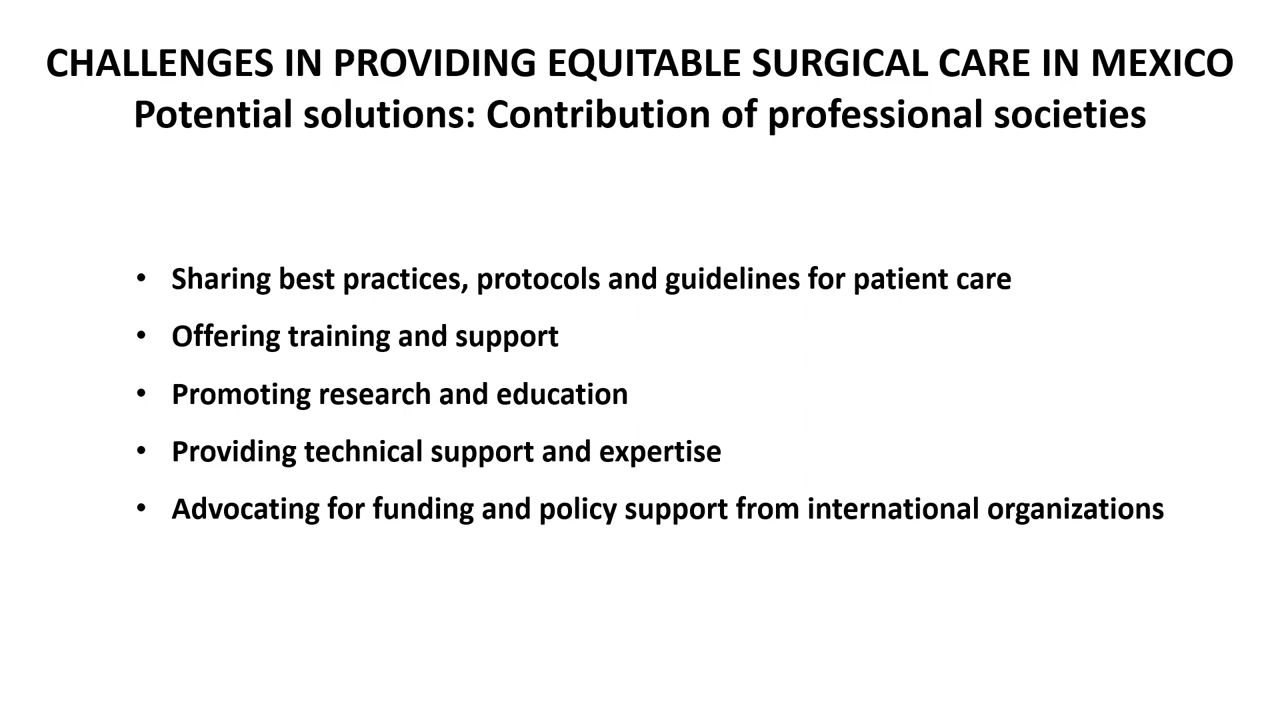 CHALLENGES IN PROVIDING EQUITABLE SURGICAL CARE IN MEXICO
Potential solutions: Contribution of professional societies
• Sharing best practices, protocols and guidelines for patient care
• Offering training and support
• Promoting research and education
• Providing technical support and expertise
• Advocating for funding and policy support from international organizations